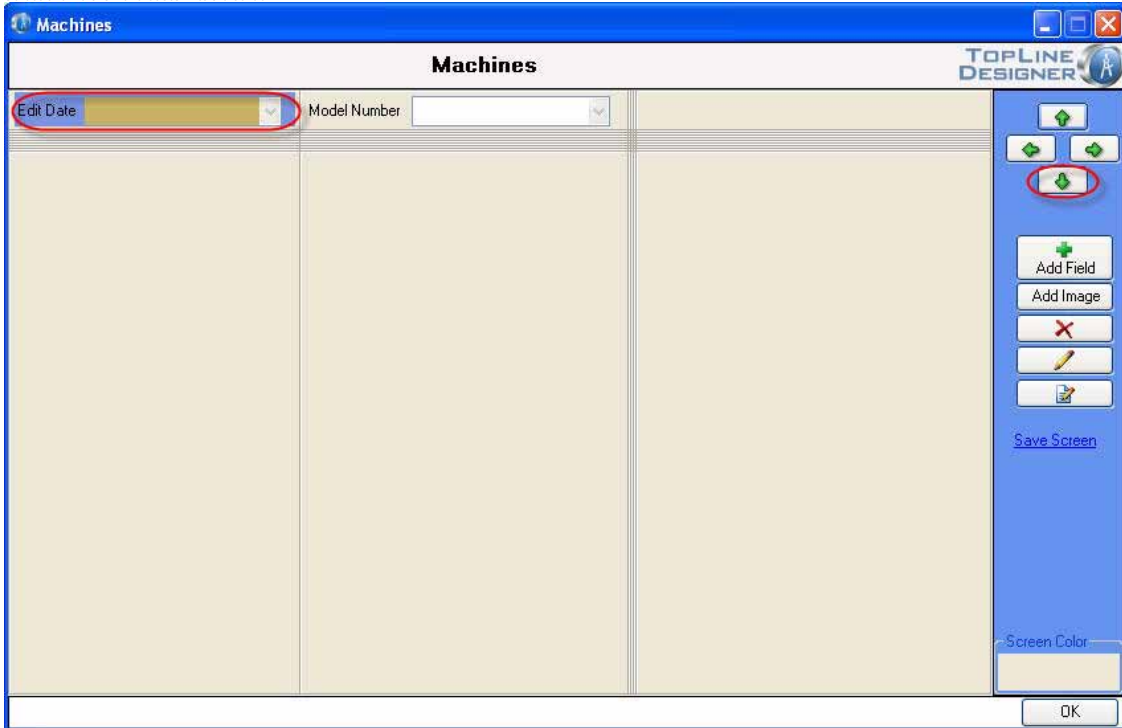 Machines
Machines
TOPLINE
DESIGNER
Edit Date
Model Number
Add Field
Add Image
Save Screen
Screen Color
OK